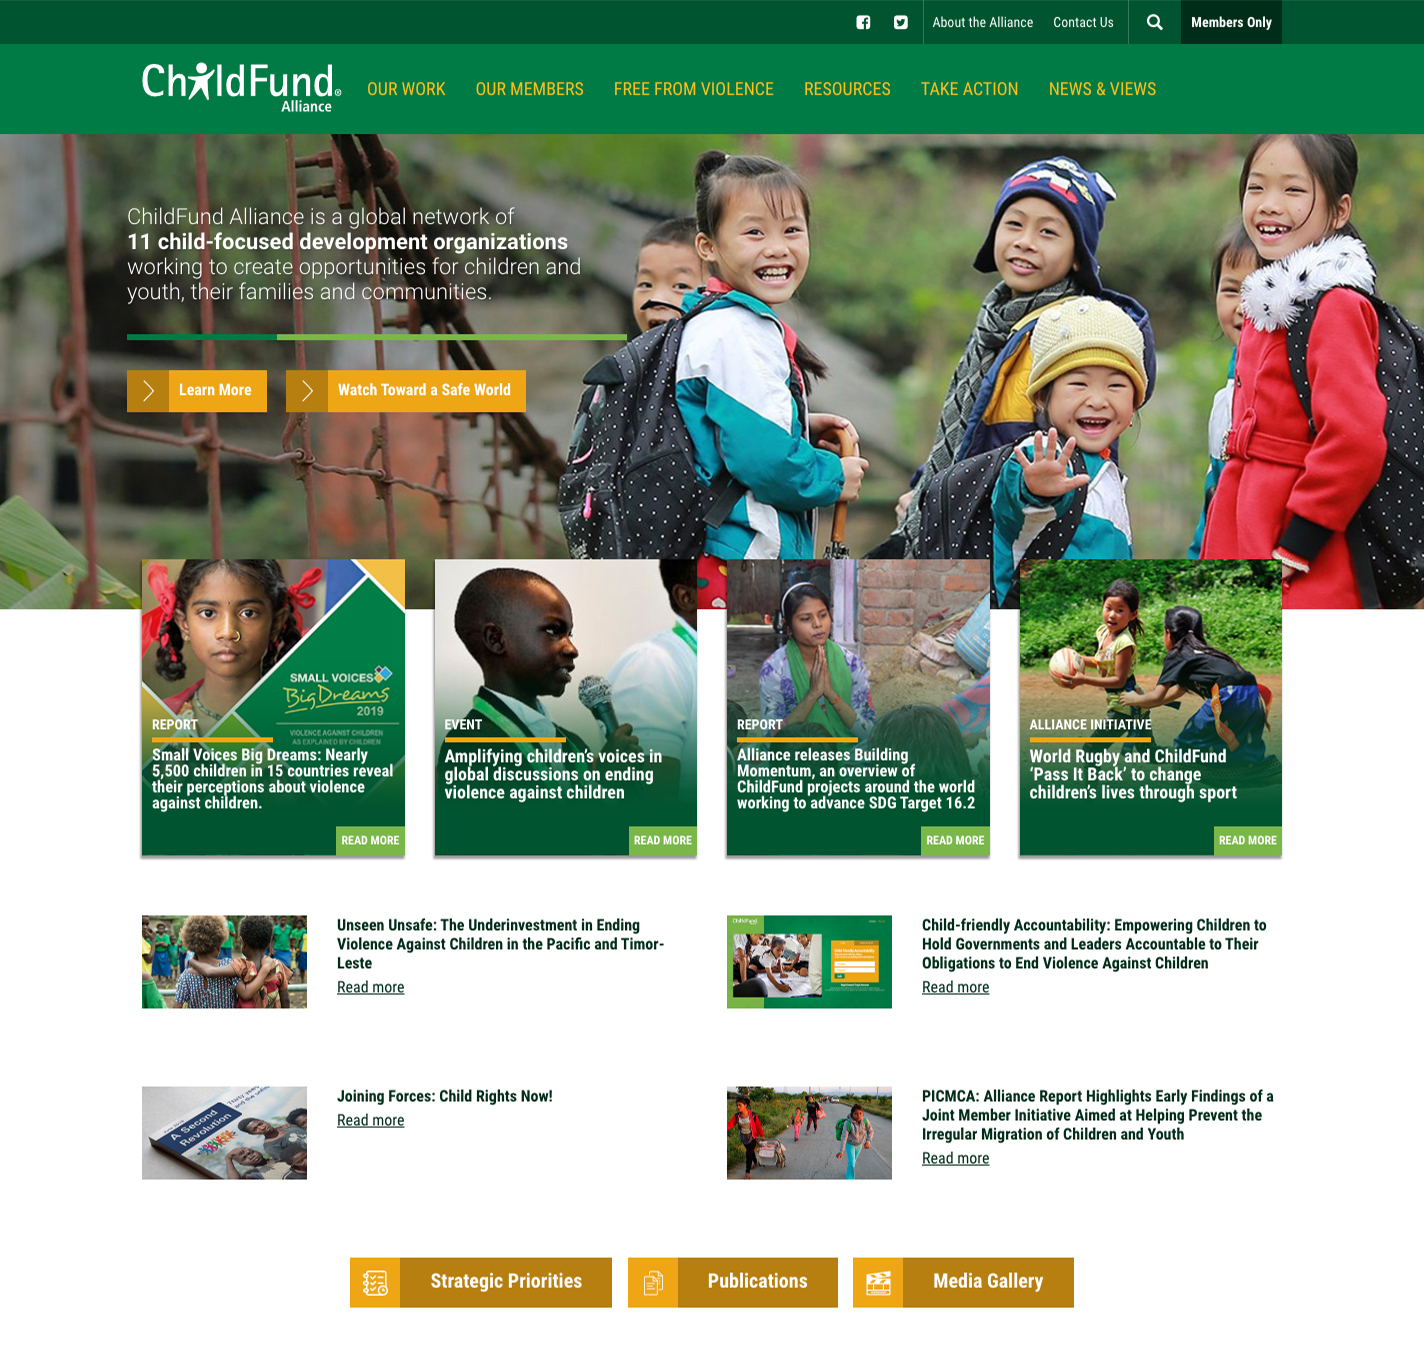 About the Alliance
Contact Us
Members Only
ChildFund®
Alliance
OUR WORK
OUR MEMBERS
FREE FROM VIOLENCE
RESOURCES
TAKE ACTION
NEWS & VIEWS
ChildFund Alliance is a global network of
11 child-focused development organizations
working to create opportunities for children and
youth, their families and communities.
Learn More
Watch Toward a Safe World
SMALL VOICES
Big Dreams
2019
VIOLENCE AGAINST CHILDREN
AS EXPLAINED BY CHILDREN
REPORT
Small Voices Big Dreams: Nearly
5,500 children in 15 countries reveal
their perceptions about violence
against children.
READ MORE
EVENT
Amplifying children’s voices in
global discussions on ending
violence against children
READ MORE
REPORT
Alliance releases Building
Momentum, an overview of
ChildFund projects around the world
working to advance SDG Target 16.2
READ MORE
ALLIANCE INITIATIVE
World Rugby and ChildFund
‘Pass It Back’ to change
children’s lives through sport
READ MORE
Unseen Unsafe: The Underinvestment in Ending
Violence Against Children in the Pacific and Timor-
Leste
Read more
ChildFund
Child-friendly Accountability: Empowering Children to
Hold Governments and Leaders Accountable to Their
Obligations to End Violence Against Children
Read more
A Second
Revolution
Joining Forces: Child Rights Now!
Read more
PICMCA: Alliance Report Highlights Early Findings of a
Joint Member Initiative Aimed at Helping Prevent the
Irregular Migration of Children and Youth
Read more
Strategic Priorities
Publications
Media Gallery